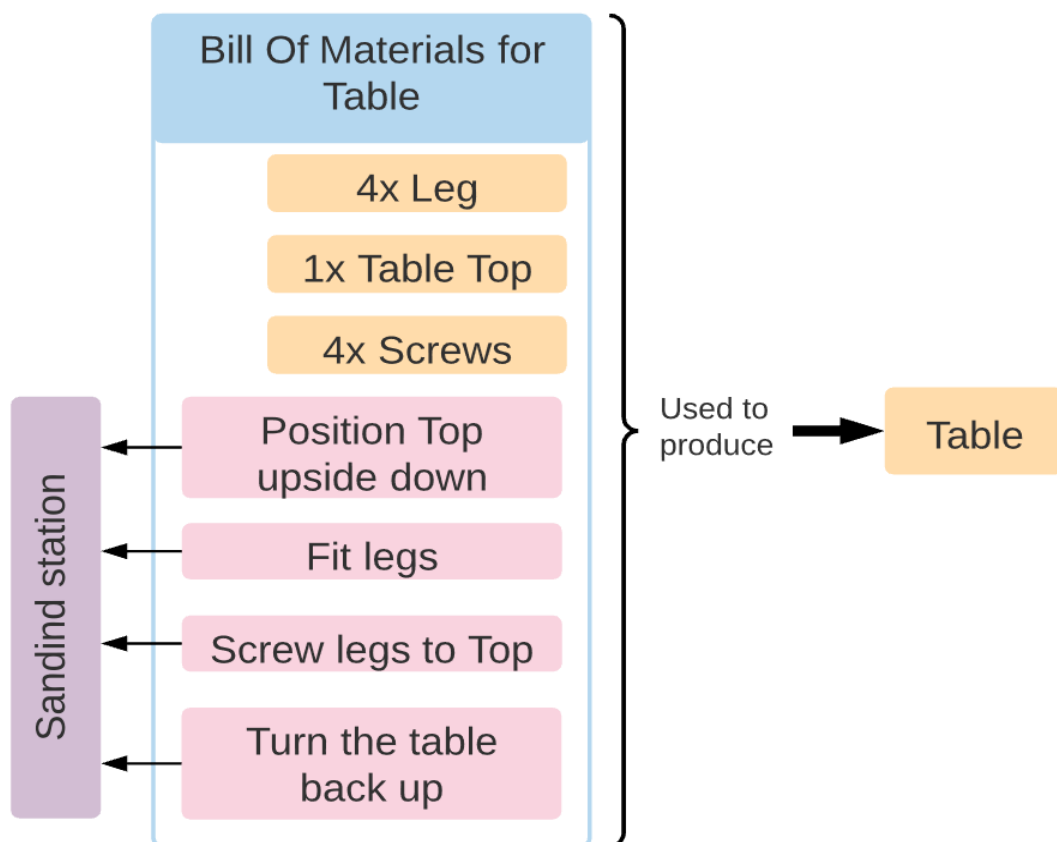 Bill Of Materials for
Table
4x Leg
1x Table Top
4x Screws
Position Top
upside down
Fit legs
Screw legs to Top
Turn the table
back up
Sandind station
Used to
produce
Table